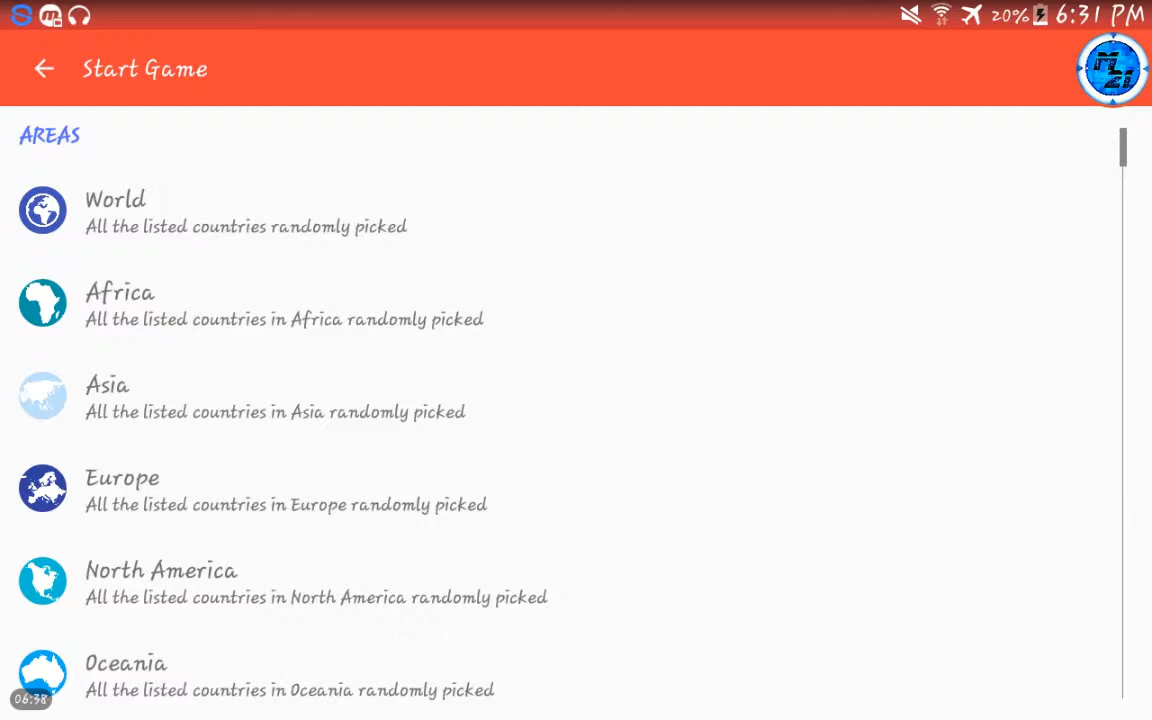 20% 6:31 PM
Start Game
M
21
AREAS
World
All the listed countries randomly picked
Africa
All the listed countries in Africa randomly picked
Asia
All the listed countries in Asia randomly picked
Europe
All the listed countries in Europe randomly picked
North America
All the listed countries in North America randomly picked
Oceania
All the listed countries in Oceania randomly picked
06:38